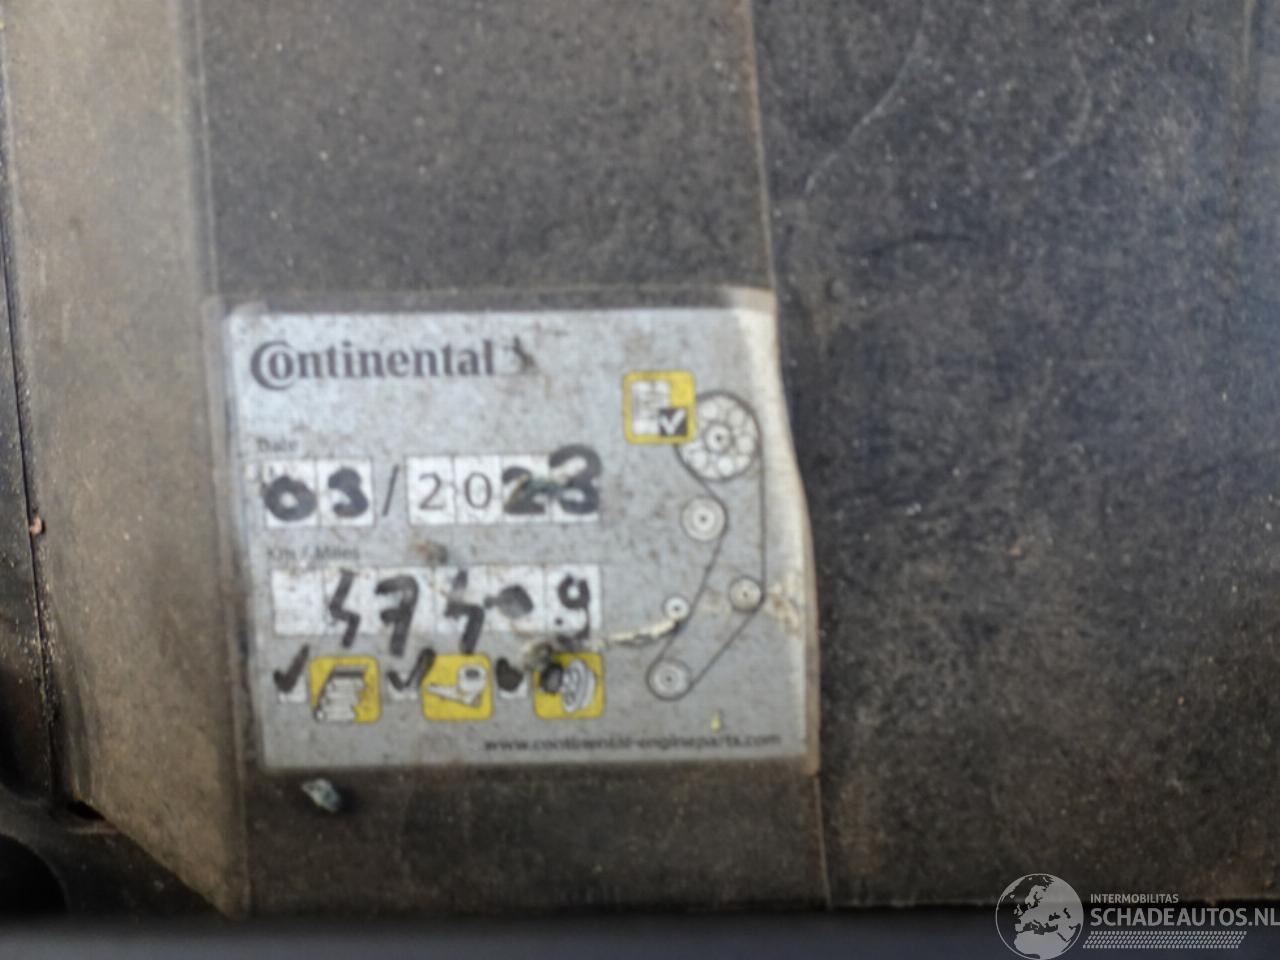 Continental
Date
03/2023
Km / Miles
www.continental-engineparts.com
INTERMOBILITAS
SCHADEAUTOS.NL